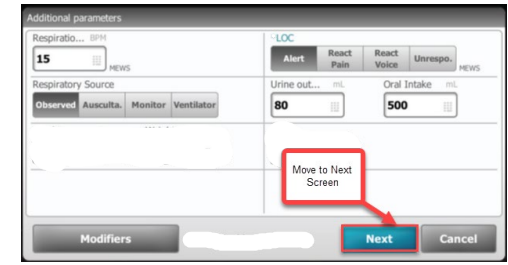 Additional parameters
Respiratio... BPM
15
MEWS
LOC
Alert
React Pain
React Voice
Unrespo.
MEWS
Respiratory Source
Observed Ausculta. Monitor Ventilator
Urine out... mL
80
Oral Intake mL
500
Move to Next
Screen
Modifiers
Next
Cancel